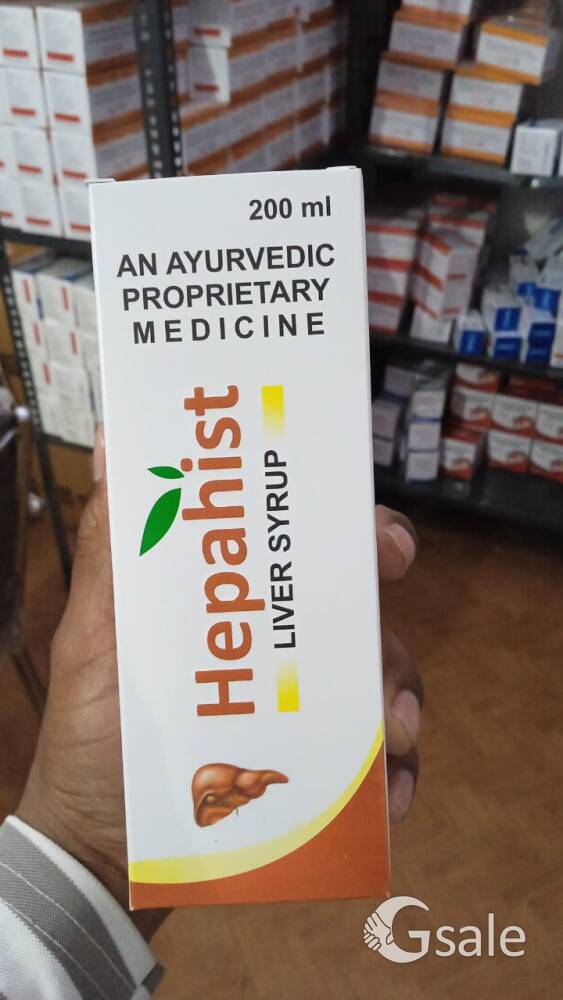 200 ml
AN AYURVEDIC
PROPRIETARY
MEDICINE
Hepahist
LIVER SYRUP
Gsale